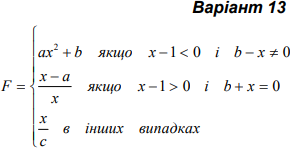 Варіант 13
ax² + b якщо x − 1 < 0 і b − x ≠ 0
F = { (x − a)/x якщо x − 1 > 0 і b + x = 0
x/c в інших випадках